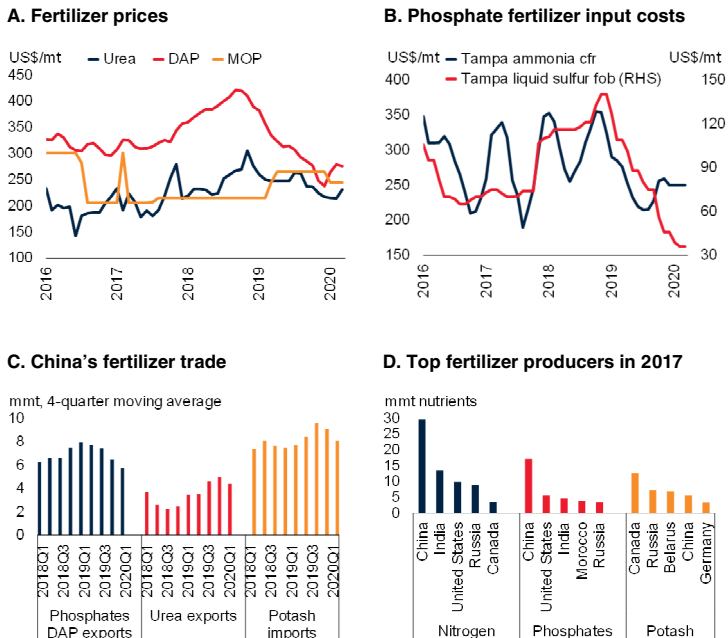 A. Fertilizer prices
US$/mt
Urea DAP MOP
450
400
350
300
250
200
150
100
2016
2017
2018
2019
2020
B. Phosphate fertilizer input costs
US$/mt
US$/mt
Tampa ammonia cfr
Tampa liquid sulfur fob (RHS)
400
350
300
250
200
150
150
120
90
60
30
2016
2017
2018
2019
2020
C. China’s fertilizer trade
mmt, 4-quarter moving average
10
8
6
4
2
0
2018Q1
2018Q3
2019Q1
2019Q3
2020Q1
2018Q1
2018Q3
2019Q1
2019Q3
2020Q1
2018Q1
2018Q3
2019Q1
2019Q3
2020Q1
Phosphates
DAP exports
Urea exports
Potash
imports
D. Top fertilizer producers in 2017
mmt nutrients
30
25
20
15
10
5
0
China
India
United States
Russia
Canada
China
United States
India
Morocco
Russia
Canada
Russia
Belarus
China
Germany
Nitrogen
Phosphates
Potash